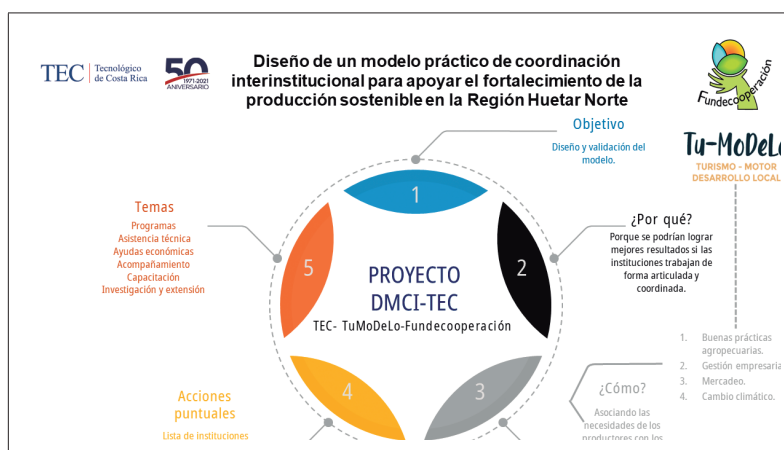 TEC | Tecnológico
de Costa Rica
50
1971-2021
ANIVERSARIO
Diseño de un modelo práctico de coordinación
interinstitucional para apoyar el fortalecimiento de la
producción sostenible en la Región Huetar Norte
Fundecooperación
Tu-MoDeLo
TURISMO - MOTOR
DESARROLLO LOCAL
Objetivo
Diseño y validación del
modelo.
1
¿Por qué?
Porque se podrían lograr
mejores resultados si las
instituciones trabajan de
forma articulada y
coordinada.
2
Temas
Programas
Asistencia técnica
Ayudas económicas
Acompañamiento
Capacitación
Investigación y extensión
5
PROYECTO
DMCI-TEC
TEC- TuMoDeLo-Fundecooperación
1. Buenas prácticas
agropecuarias.
2. Gestión empresaria
3. Mercadeo.
4. Cambio climático.
3
¿Cómo?
Asociando las
necesidades de los
productores con los
4
Acciones
puntuales
Lista de instituciones